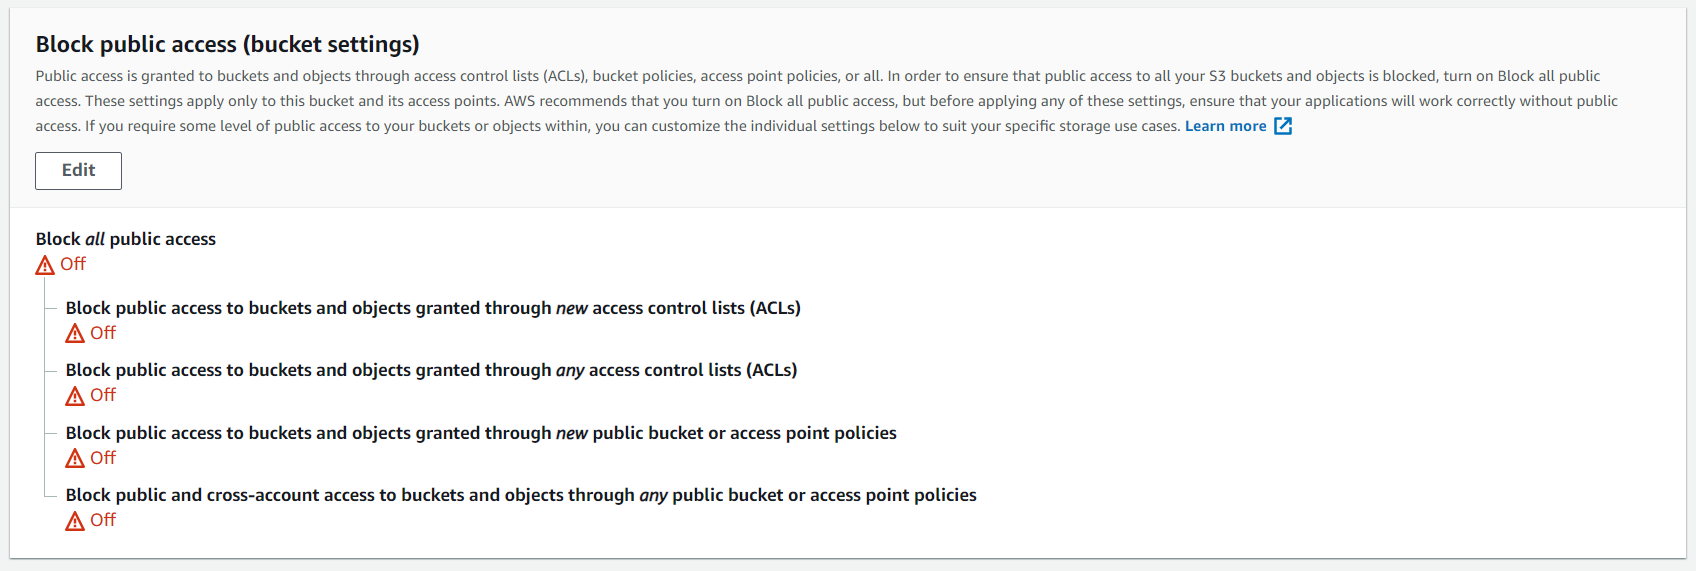 Block public access (bucket settings)
Public access is granted to buckets and objects through access control lists (ACLs), bucket policies, access point policies, or all. In order to ensure that public access to all your S3 buckets and objects is blocked, turn on Block all public
access. These settings apply only to this bucket and its access points. AWS recommends that you turn on Block all public access, but before applying any of these settings, ensure that your applications will work correctly without public
access. If you require some level of public access to your buckets or objects within, you can customize the individual settings below to suit your specific storage use cases. Learn more
Edit
Block all public access
Off
Block public access to buckets and objects granted through new access control lists (ACLs)
Off
Block public access to buckets and objects granted through any access control lists (ACLs)
Off
Block public access to buckets and objects granted through new public bucket or access point policies
Off
Block public and cross-account access to buckets and objects through any public bucket or access point policies
Off